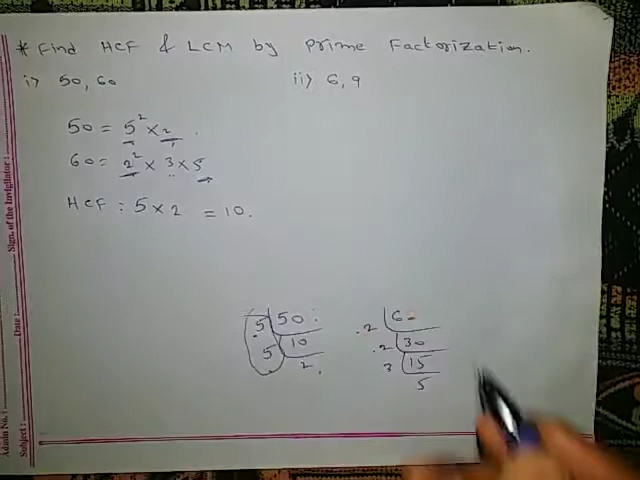 * Find HCF & LCM by Prime Factorization.
i) 50, 60 ii) 6, 9
50 = 5² × 2
60 = 2² × 3 × 5
HCF : 5 × 2 = 10.
5 50 2 60
5 10 2 30
2 3 15
5
Sign. of the Invigilator :
Date :
Admn No. :
Subject :